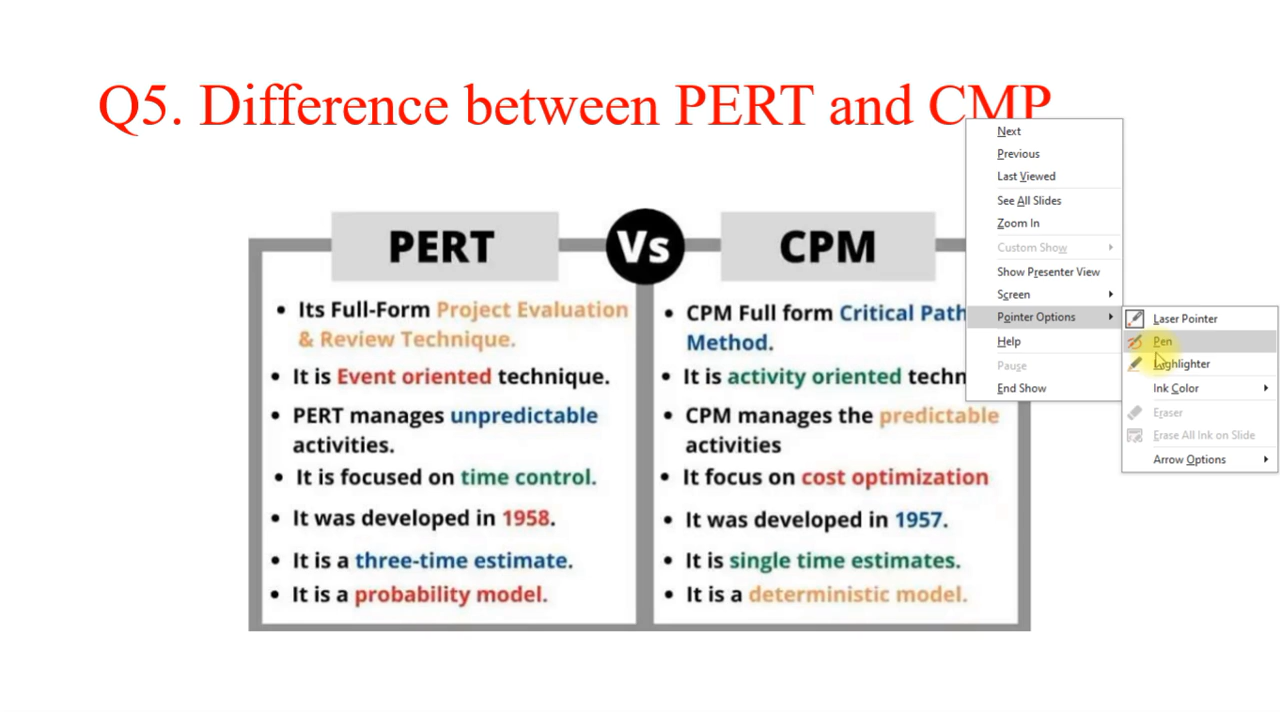 Q5. Difference between PERT and CMP
PERT
Vs
CPM
• Its Full-Form Project Evaluation
& Review Technique.
• It is Event oriented technique.
• PERT manages unpredictable
activities.
• It is focused on time control.
• It was developed in 1958.
• It is a three-time estimate.
• It is a probability model.
• CPM Full form Critical Path
Method.
• It is activity oriented techn
• CPM manages the predictable
activities
• It focus on cost optimization
• It was developed in 1957.
• It is single time estimates.
• It is a deterministic model.
Next
Previous
Last Viewed
See All Slides
Zoom In
Custom Show
Show Presenter View
Screen
Pointer Options
Help
Pause
End Show
Laser Pointer
Pen
Highlighter
Ink Color
Eraser
Erase All Ink on Slide
Arrow Options